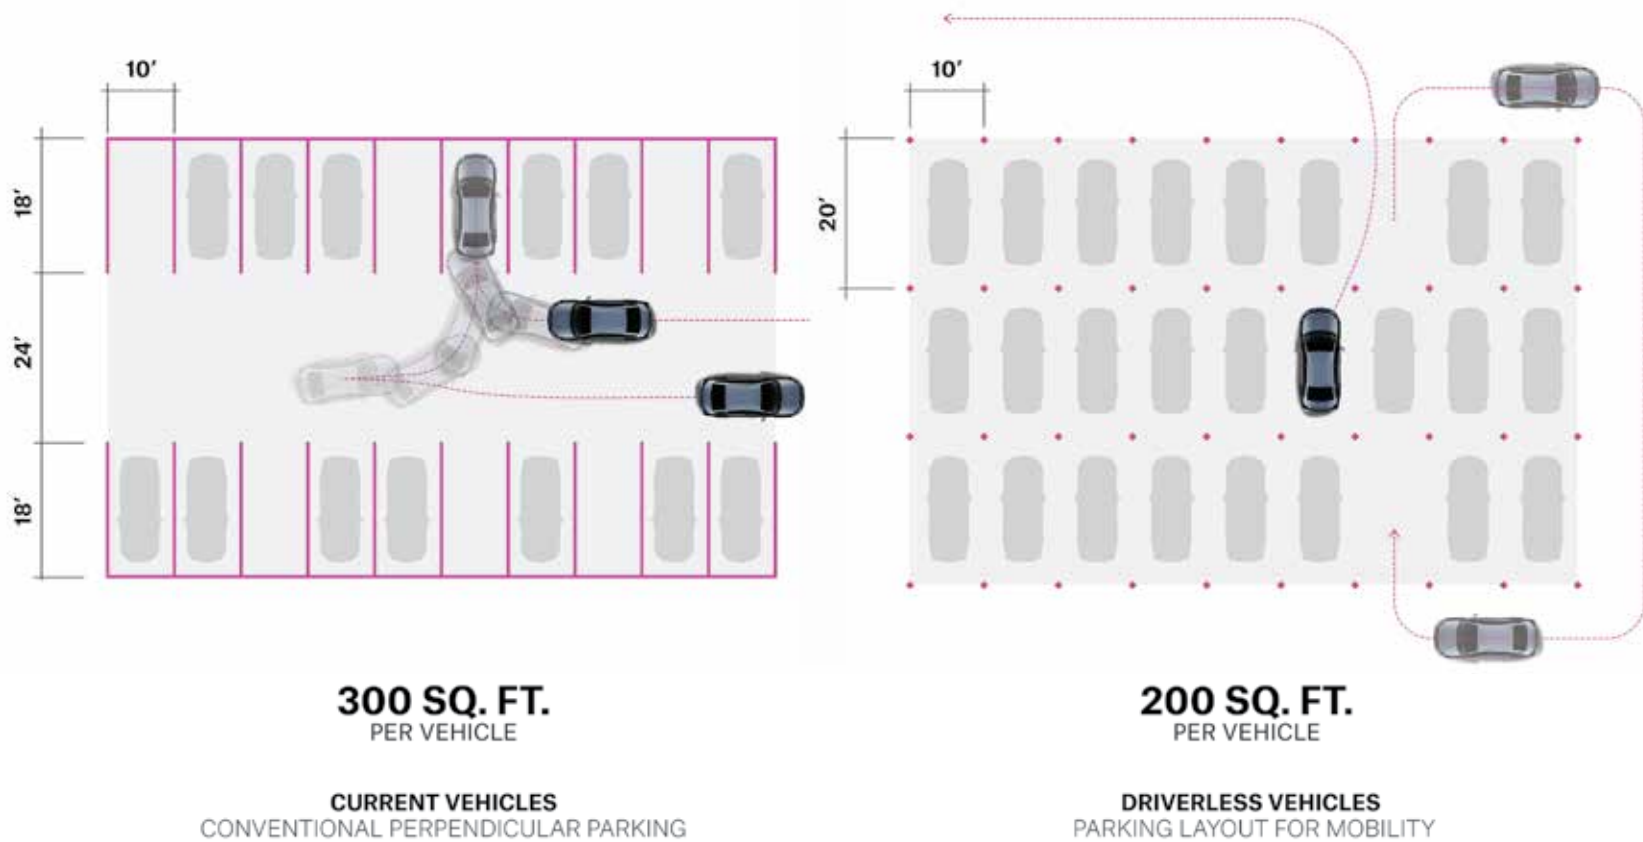 10′
18′
24′
18′
300 SQ. FT.
PER VEHICLE
CURRENT VEHICLES
CONVENTIONAL PERPENDICULAR PARKING
10′
20′
200 SQ. FT.
PER VEHICLE
DRIVERLESS VEHICLES
PARKING LAYOUT FOR MOBILITY